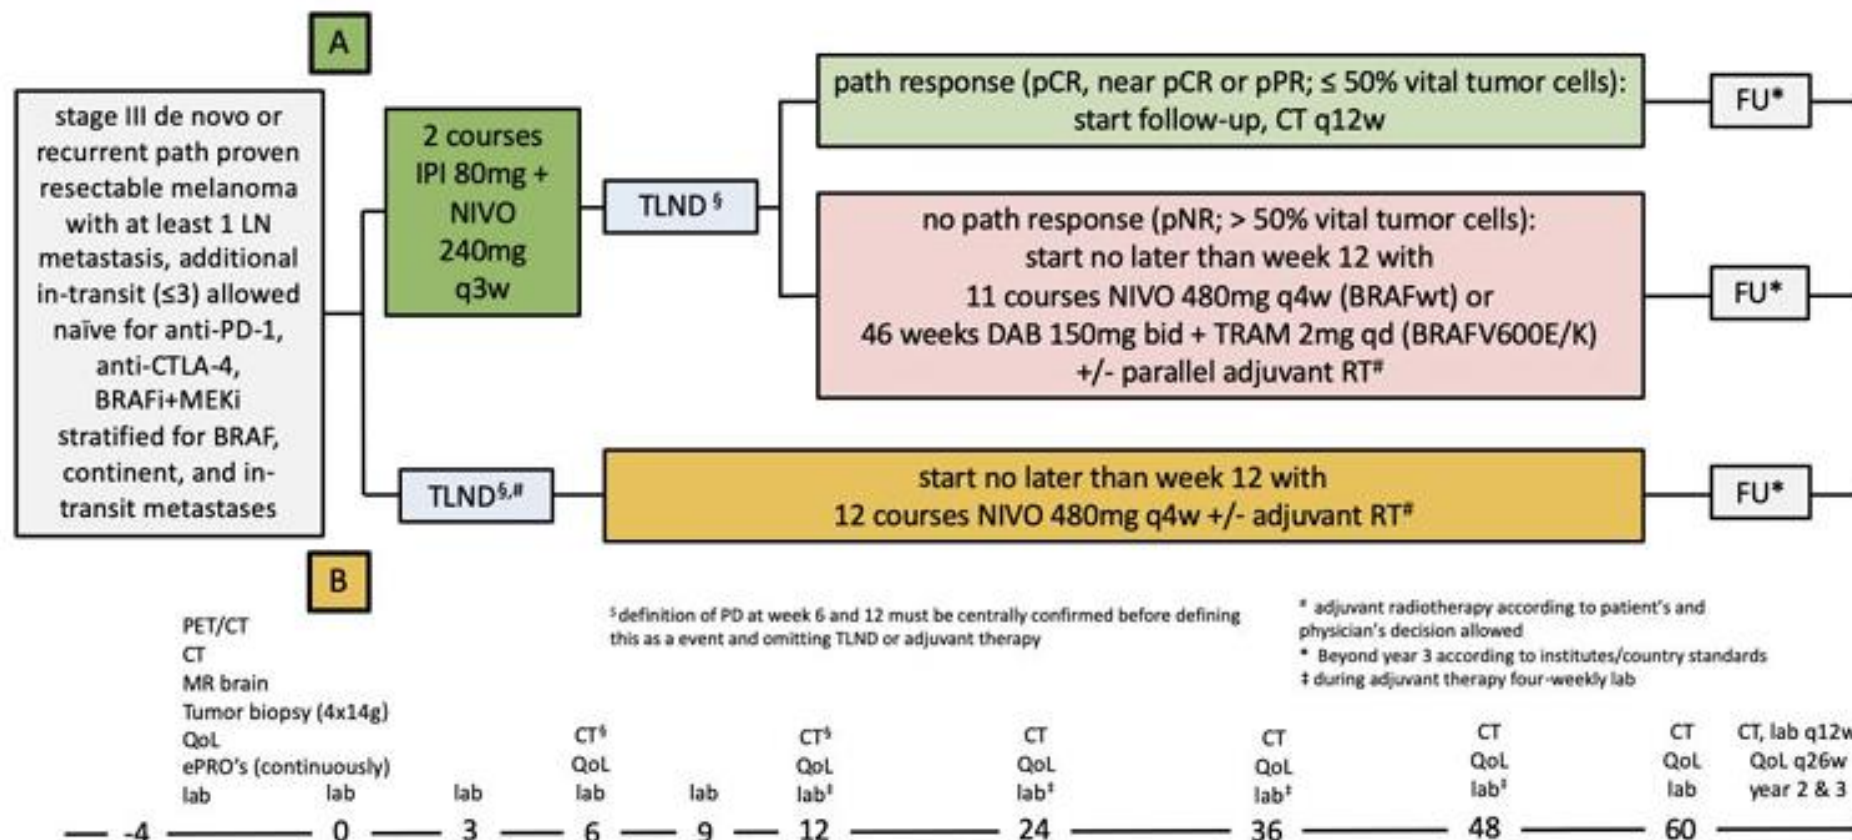 A
stage III de novo or
recurrent path proven
resectable melanoma
with at least 1 LN
metastasis, additional
in-transit (≤3) allowed
naïve for anti-PD-1,
anti-CTLA-4,
BRAFi+MEKi
stratified for BRAF,
continent, and in-
transit metastases
2 courses
IPI 80mg +
NIVO
240mg
q3w
TLND §
path response (pCR, near pCR or pPR; ≤ 50% vital tumor cells):
start follow-up, CT q12w
FU*
no path response (pNR; > 50% vital tumor cells):
start no later than week 12 with
11 courses NIVO 480mg q4w (BRAFwt) or
46 weeks DAB 150mg bid + TRAM 2mg qd (BRAFV600E/K)
+/- parallel adjuvant RT#
FU*
TLND§,#
start no later than week 12 with
12 courses NIVO 480mg q4w +/- adjuvant RT#
FU*
B
§ definition of PD at week 6 and 12 must be centrally confirmed before defining
this as a event and omitting TLND or adjuvant therapy
# adjuvant radiotherapy according to patient's and
physician's decision allowed
* Beyond year 3 according to institutes/country standards
‡ during adjuvant therapy four-weekly lab
PET/CT
CT
MR brain
Tumor biopsy (4x14g)
QoL
ePRO's (continuously)
lab
lab
lab
CT§
QoL
lab
lab
CT§
QoL
lab‡
CT
QoL
lab‡
CT
QoL
lab‡
CT
QoL
lab‡
CT
QoL
lab
CT, lab q12w
QoL q26w
year 2 & 3
-4 0 3 6 9 12 24 36 48 60